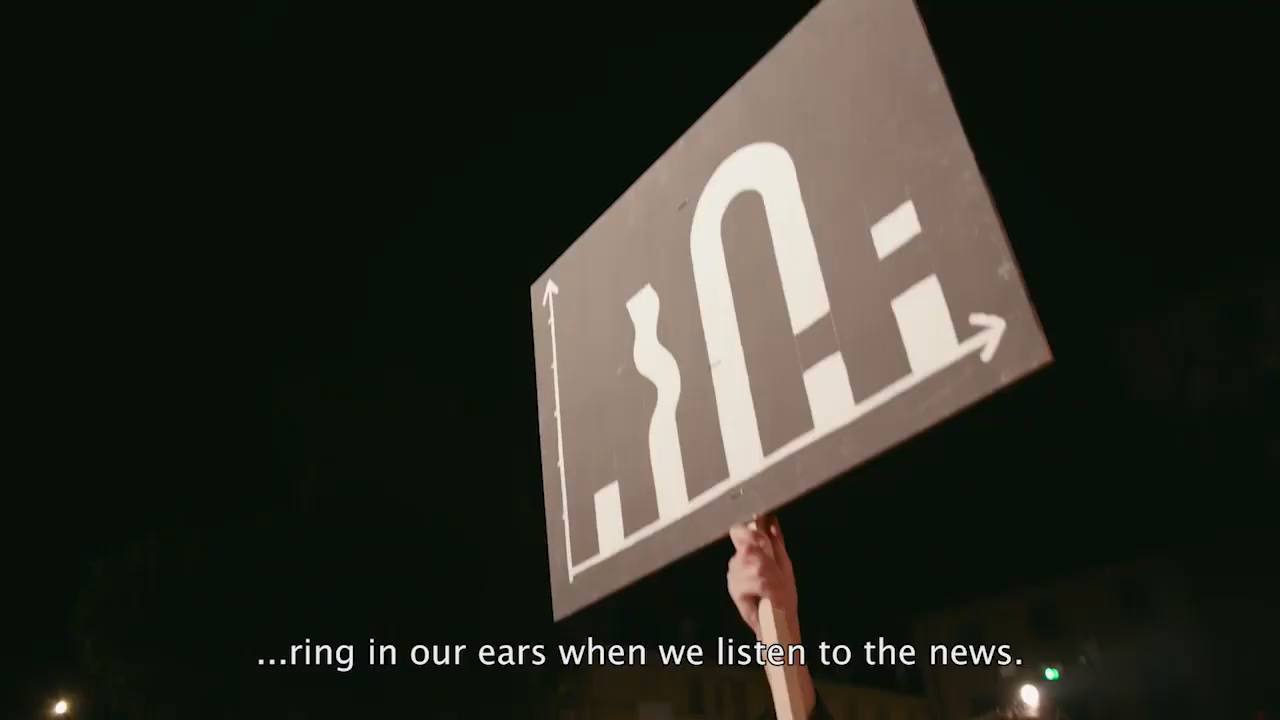 ...ring in our ears when we listen to the news.